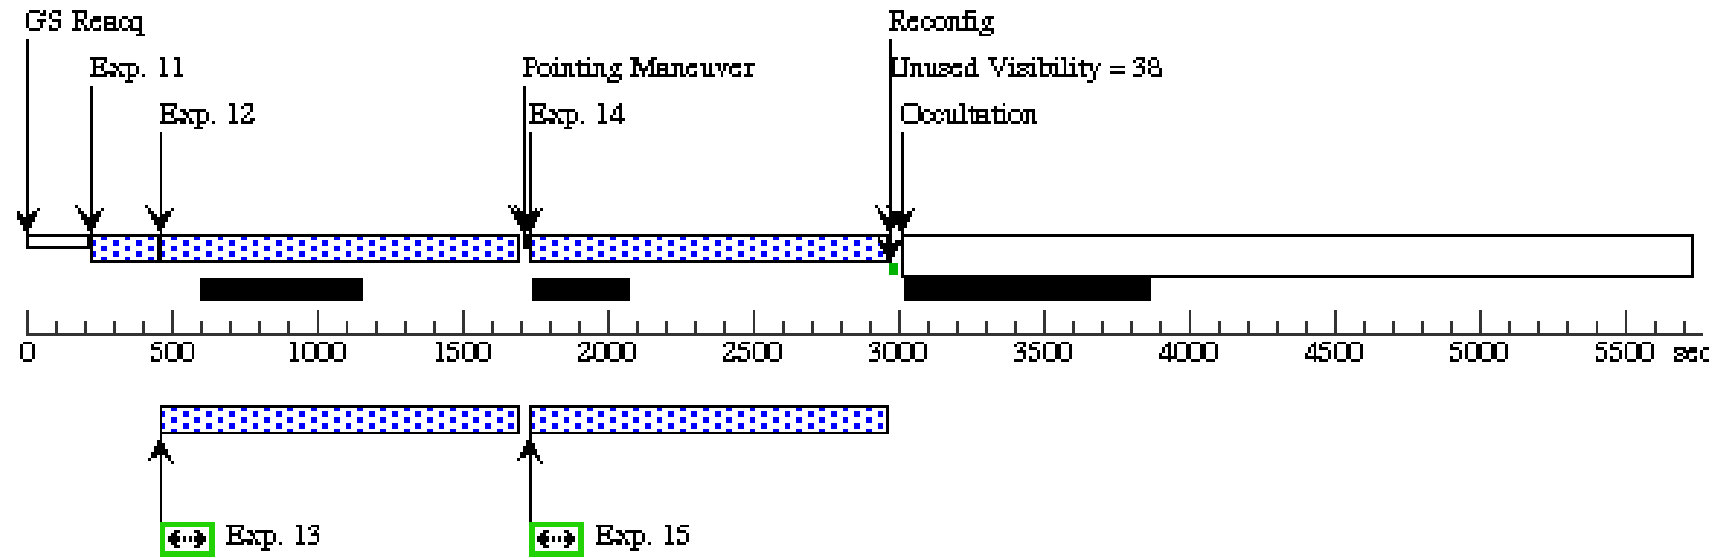 GS Reacq
Reconfig
Exp. 11
Pointing Maneuver
Unused Visibility = 38
Exp. 12
Exp. 14
Occultation
0 500 1000 1500 2000 2500 3000 3500 4000 4500 5000 5500 sec
Exp. 13
Exp. 15